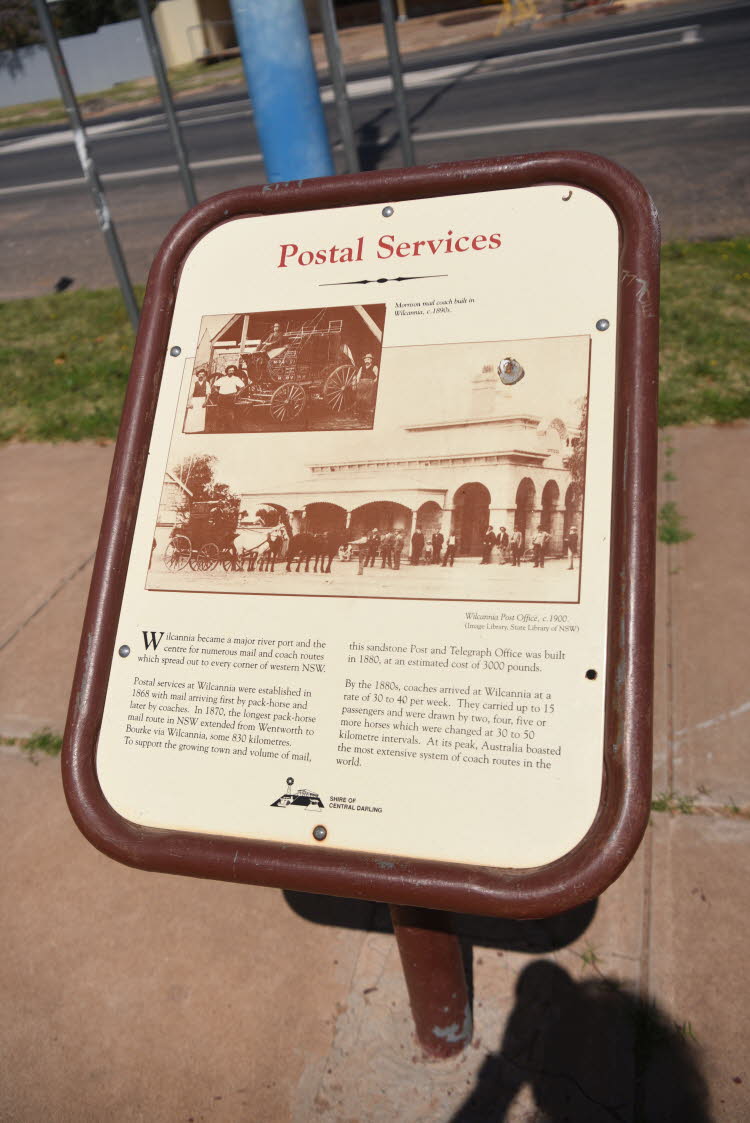 Postal Services
Morrison mail coach built in
Wilcannia, c.1890s.
Wilcannia Post Office, c.1900.
(Image Library, State Library of NSW)
Wilcannia became a major river port and the
centre for numerous mail and coach routes
which spread out to every corner of western NSW.
Postal services at Wilcannia were established in
1868 with mail arriving first by pack-horse and
later by coaches. In 1870, the longest pack-horse
mail route in NSW extended from Wentworth to
Bourke via Wilcannia, some 830 kilometres.
To support the growing town and volume of mail,
this sandstone Post and Telegraph Office was built
in 1880, at an estimated cost of 3000 pounds.
By the 1880s, coaches arrived at Wilcannia at a
rate of 30 to 40 per week. They carried up to 15
passengers and were drawn by two, four, five or
more horses which were changed at 30 to 50
kilometre intervals. At its peak, Australia boasted
the most extensive system of coach routes in the
world.
SHIRE OF
CENTRAL DARLING